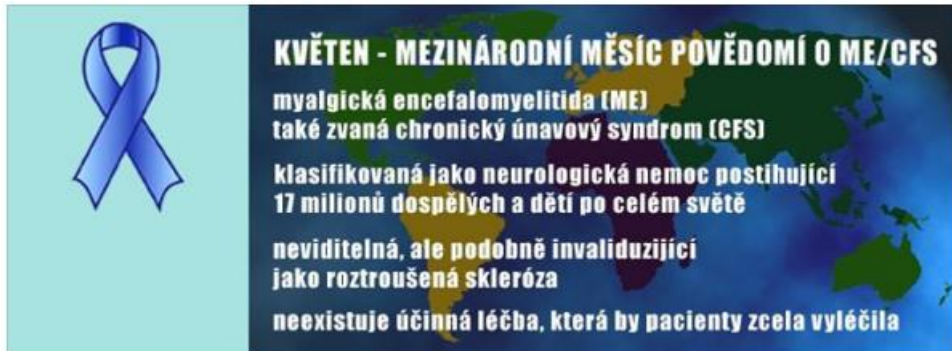 KVĚTEN - MEZINÁRODNÍ MĚSÍC POVĚDOMÍ O ME/CFS
myalgická encefalomyelitida (ME)
také zvaná chronický únavový syndrom (CFS)
klasifikovaná jako neurologická nemoc postihující
17 milionů dospělých a dětí po celém světě
neviditelná, ale podobně invaliduzijící
jako roztroušená skleróza
neexistuje účinná léčba, která by pacienty zcela vyléčila